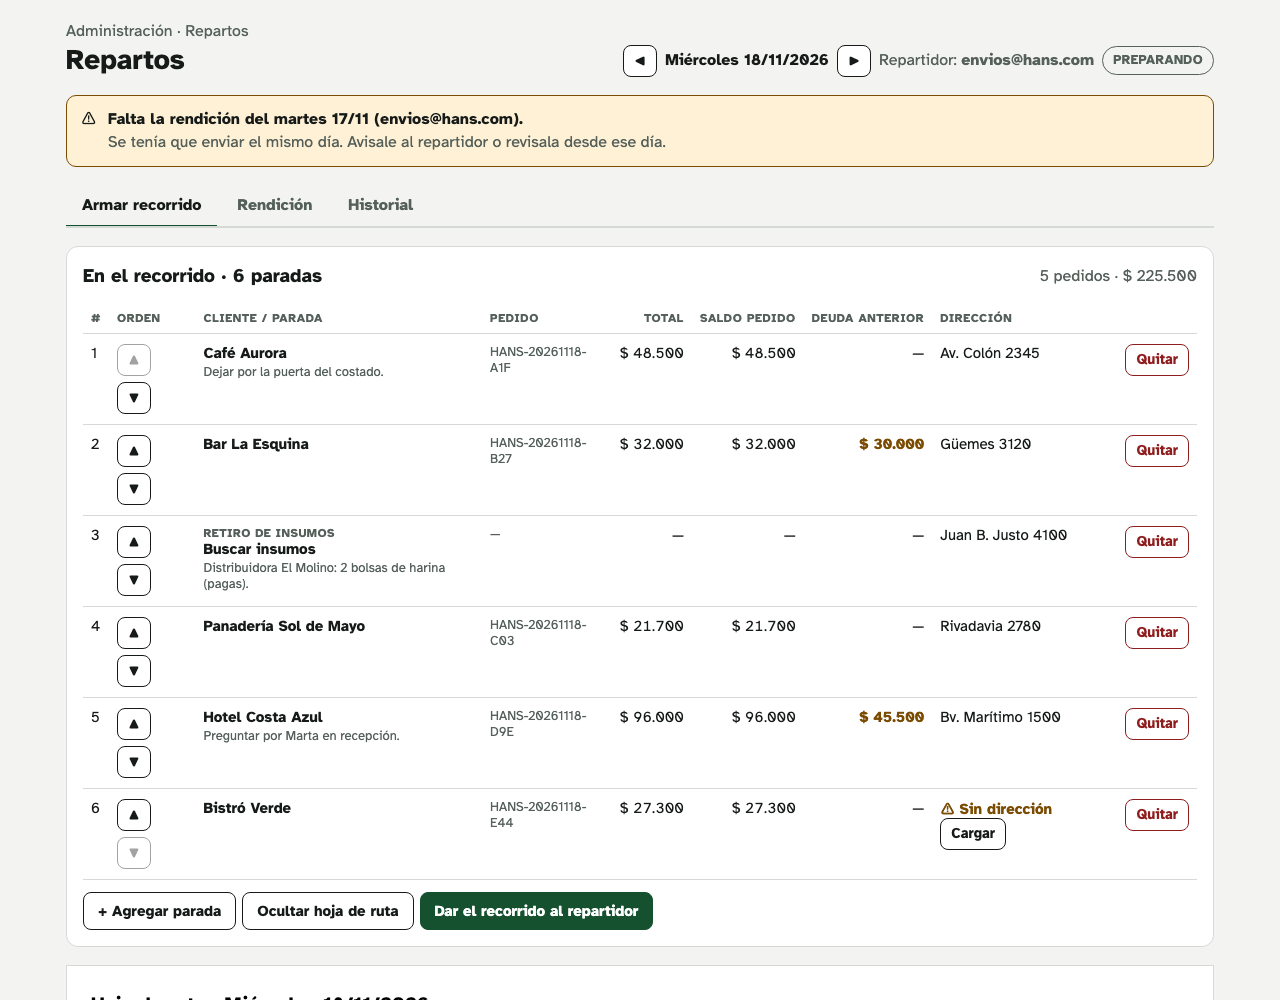 Administración · Repartos
Repartos
◄ Miércoles 18/11/2026 ► Repartidor: envios@hans.com PREPARANDO
⚠ Falta la rendición del martes 17/11 (envios@hans.com).
Se tenía que enviar el mismo día. Avisale al repartidor o revisala desde ese día.
Armar recorrido Rendición Historial
En el recorrido · 6 paradas 5 pedidos · $ 225.500
# ORDEN CLIENTE / PARADA PEDIDO TOTAL SALDO PEDIDO DEUDA ANTERIOR DIRECCIÓN
1 ▲ Café Aurora HANS-20261118- $ 48.500 $ 48.500 — Av. Colón 2345 Quitar
Dejar por la puerta del costado. A1F
▼
2 ▲ Bar La Esquina HANS-20261118- $ 32.000 $ 32.000 $ 30.000 Güemes 3120 Quitar
B27
▼
3 ▲ RETIRO DE INSUMOS — — — — Juan B. Justo 4100 Quitar
Buscar insumos
▼ Distribuidora El Molino: 2 bolsas de harina
(pagas).
4 ▲ Panadería Sol de Mayo HANS-20261118- $ 21.700 $ 21.700 — Rivadavia 2780 Quitar
C03
▼
5 ▲ Hotel Costa Azul HANS-20261118- $ 96.000 $ 96.000 $ 45.500 Bv. Marítimo 1500 Quitar
Preguntar por Marta en recepción. D9E
▼
6 ▲ Bistró Verde HANS-20261118- $ 27.300 $ 27.300 — ⚠ Sin dirección Quitar
E44 Cargar
▼
+ Agregar parada Ocultar hoja de ruta Dar el recorrido al repartidor